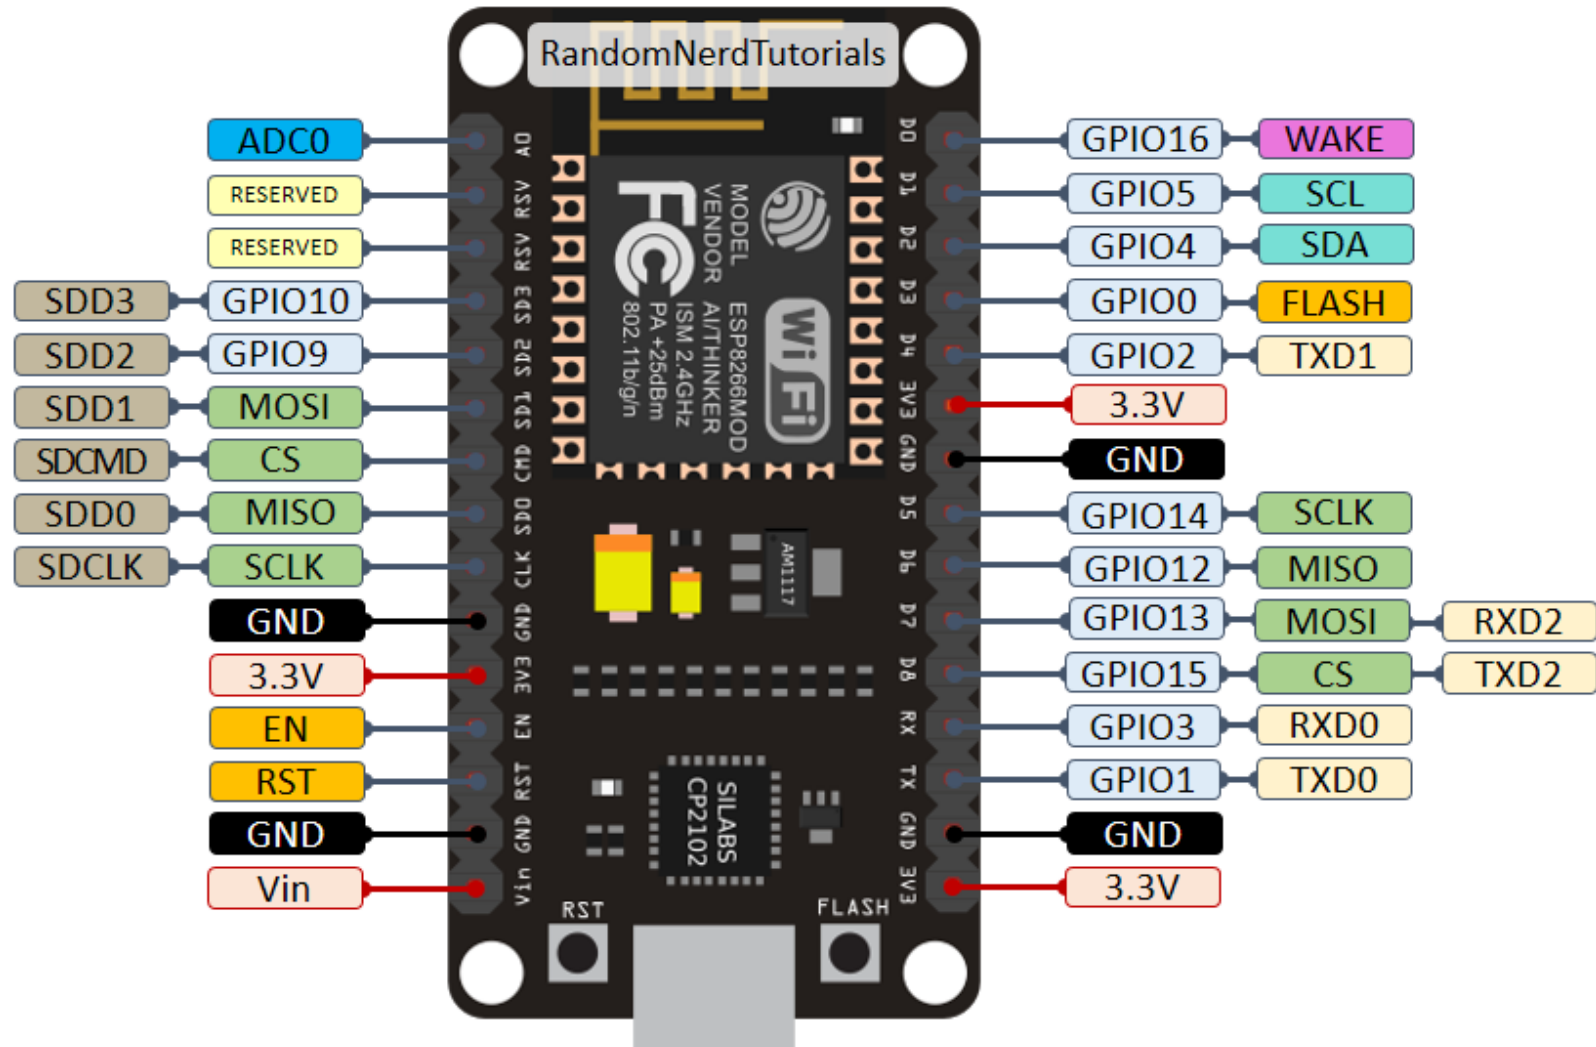 RandomNerdTutorials
ADC0 A0 D0 GPIO16 WAKE
RESERVED RSV D1 GPIO5 SCL
RESERVED RSV D2 GPIO4 SDA
SDD3 GPIO10 SD3 D3 GPIO0 FLASH
SDD2 GPIO9 SD2 D4 GPIO2 TXD1
SDD1 MOSI SD1 3V3 3.3V
SDCMD CS CMD GND GND
SDD0 MISO SD0 D5 GPIO14 SCLK
SDCLK SCLK CLK D6 GPIO12 MISO
GND GND D7 GPIO13 MOSI RXD2
3.3V 3V3 D8 GPIO15 CS TXD2
EN EN RX GPIO3 RXD0
RST RST TX GPIO1 TXD0
GND GND GND GND
Vin Vin 3V3 3.3V
FC
WiFi
MODEL ESP8266MOD
VENDOR AI/THINKER
ISM 2.4GHz
PA +25dBm
802.11b/g/n
AM1117
SILABS
CP2102
RST
FLASH